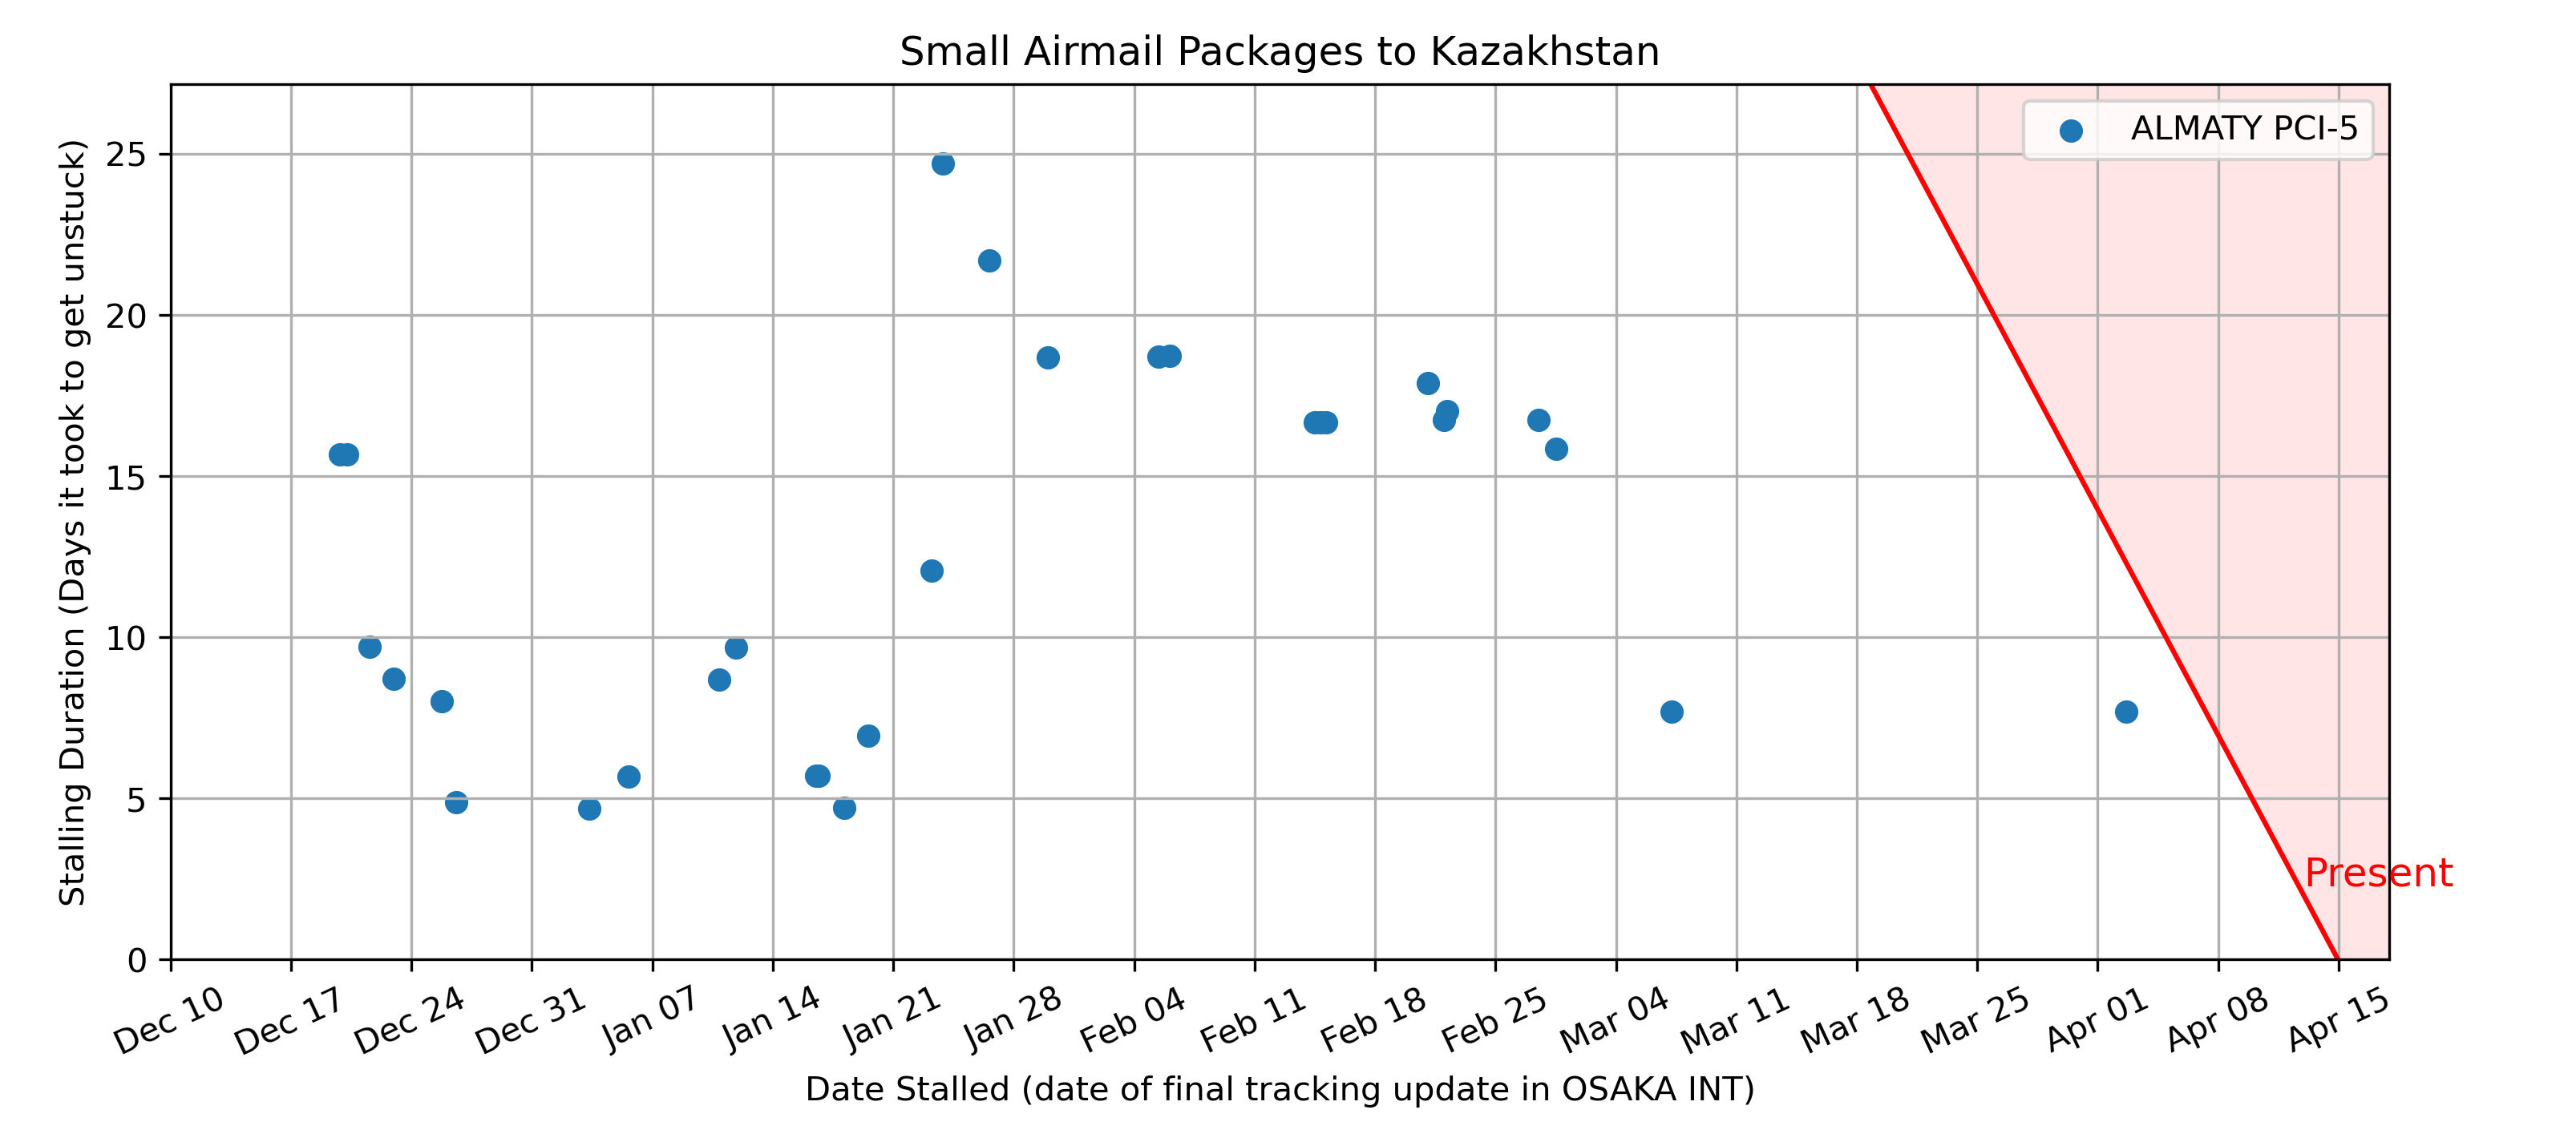 Small Airmail Packages to Kazakhstan
ALMATY PCI-5
Stalling Duration (Days it took to get unstuck)
25
20
15
10
5
0
Present
Dec 10
Dec 17
Dec 24
Dec 31
Jan 07
Jan 14
Jan 21
Jan 28
Feb 04
Feb 11
Feb 18
Feb 25
Mar 04
Mar 11
Mar 18
Mar 25
Apr 01
Apr 08
Apr 15
Date Stalled (date of final tracking update in OSAKA INT)